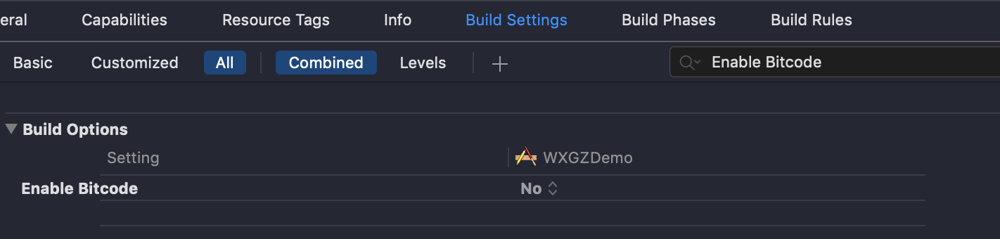 eral Capabilities Resource Tags Info Build Settings Build Phases Build Rules
Basic Customized All Combined Levels + Enable Bitcode
Build Options
Setting WXGZDemo
Enable Bitcode No